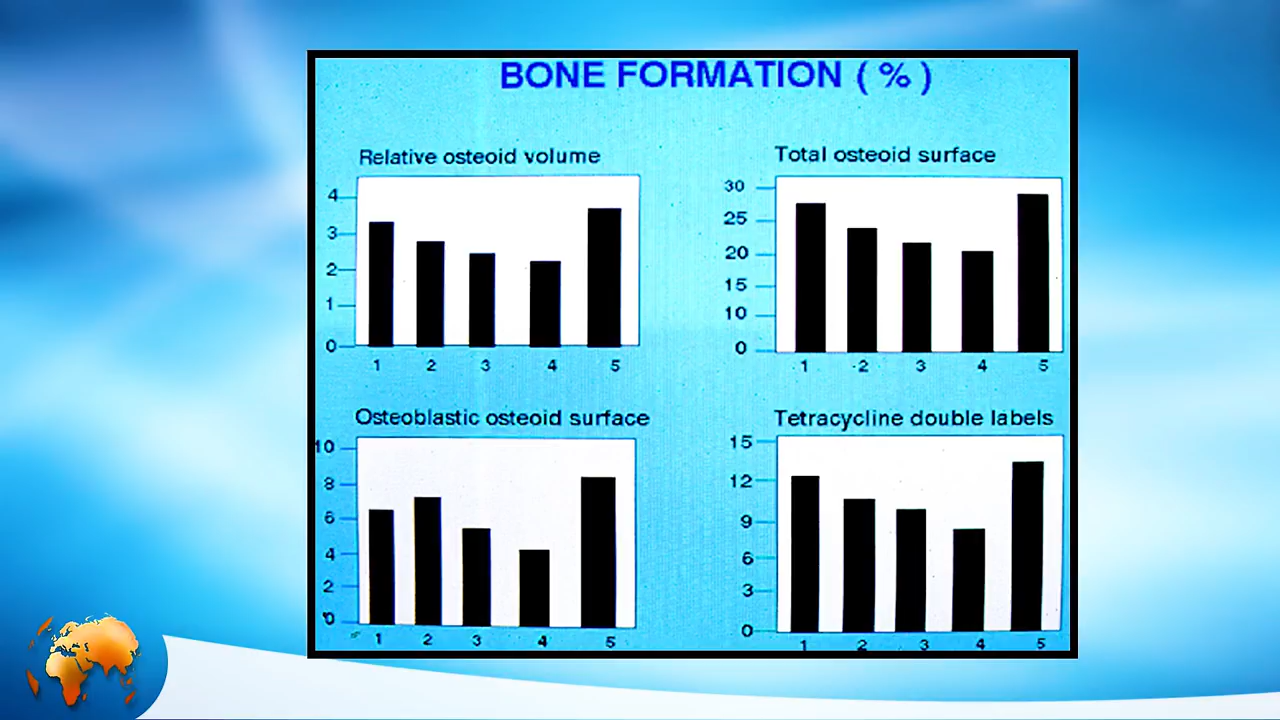 BONE FORMATION ( % )
Relative osteoid volume
4
3
2
1
0
1 2 3 4 5
Total osteoid surface
30
25
20
15
10
0
1 2 3 4 5
Osteoblastic osteoid surface
10
8
6
4
2
0
1 2 3 4 5
Tetracycline double labels
15
12
9
6
3
0
1 2 3 4 5